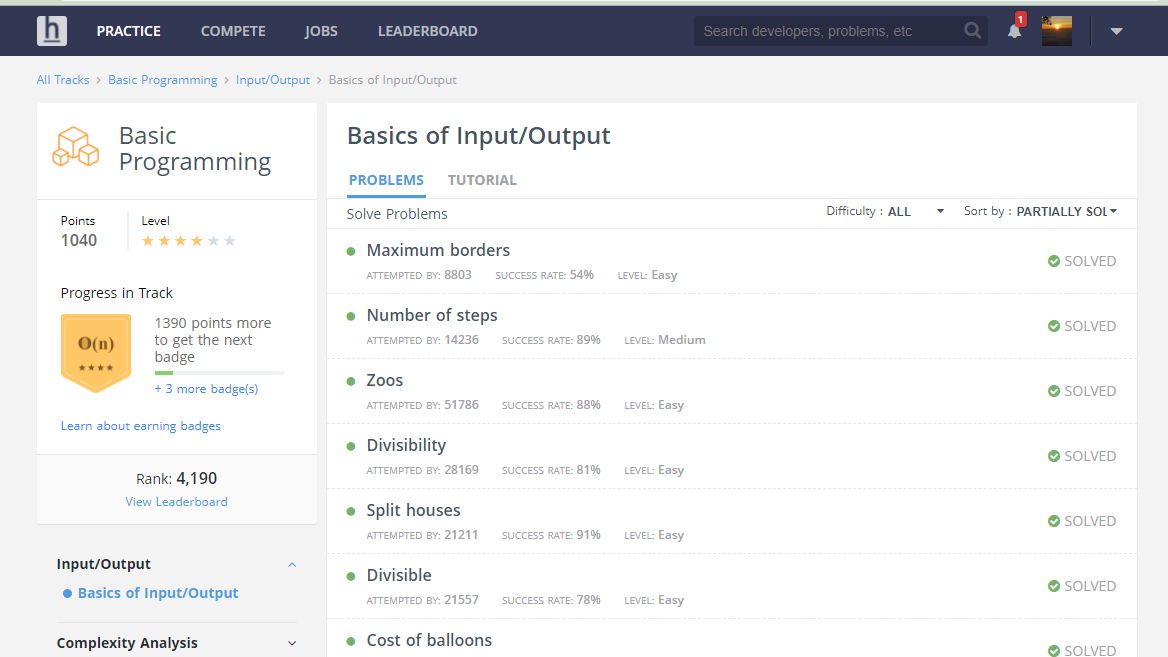 h PRACTICE COMPETE JOBS LEADERBOARD Search developers, problems, etc 1
All Tracks > Basic Programming > Input/Output > Basics of Input/Output
Basic
Programming
Points
1040
Level
Progress in Track
O(n)
1390 points more
to get the next
badge
+ 3 more badge(s)
Learn about earning badges
Rank: 4,190
View Leaderboard
Input/Output
Basics of Input/Output
Complexity Analysis
Basics of Input/Output
PROBLEMS TUTORIAL
Solve Problems Difficulty : ALL Sort by : PARTIALLY SOL
Maximum borders
ATTEMPTED BY: 8803 SUCCESS RATE: 54% LEVEL: Easy
SOLVED
Number of steps
ATTEMPTED BY: 14236 SUCCESS RATE: 89% LEVEL: Medium
SOLVED
Zoos
ATTEMPTED BY: 51786 SUCCESS RATE: 88% LEVEL: Easy
SOLVED
Divisibility
ATTEMPTED BY: 28169 SUCCESS RATE: 81% LEVEL: Easy
SOLVED
Split houses
ATTEMPTED BY: 21211 SUCCESS RATE: 91% LEVEL: Easy
SOLVED
Divisible
ATTEMPTED BY: 21557 SUCCESS RATE: 78% LEVEL: Easy
SOLVED
Cost of balloons
SOLVED